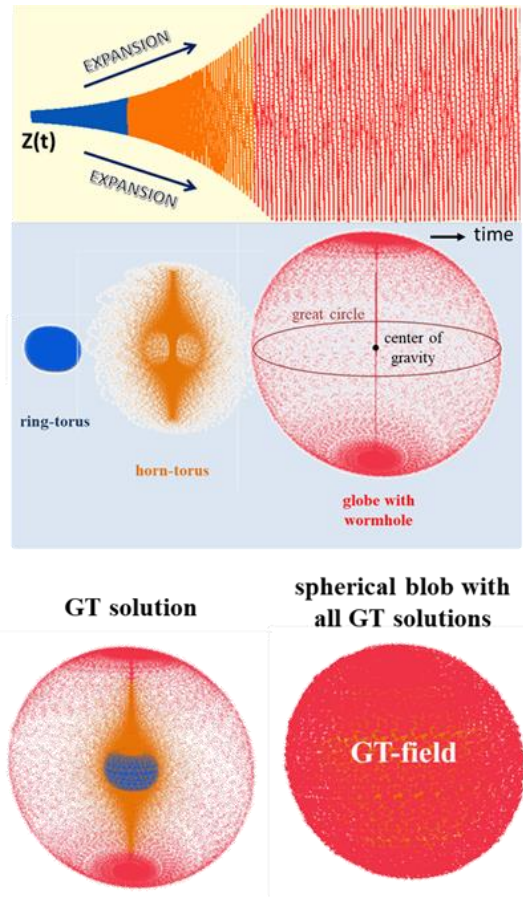 EXPANSION
Z(t)
EXPANSION
time
great circle
center of
gravity
ring-torus
horn-torus
globe with
wormhole
GT solution
spherical blob with
all GT solutions
GT-field